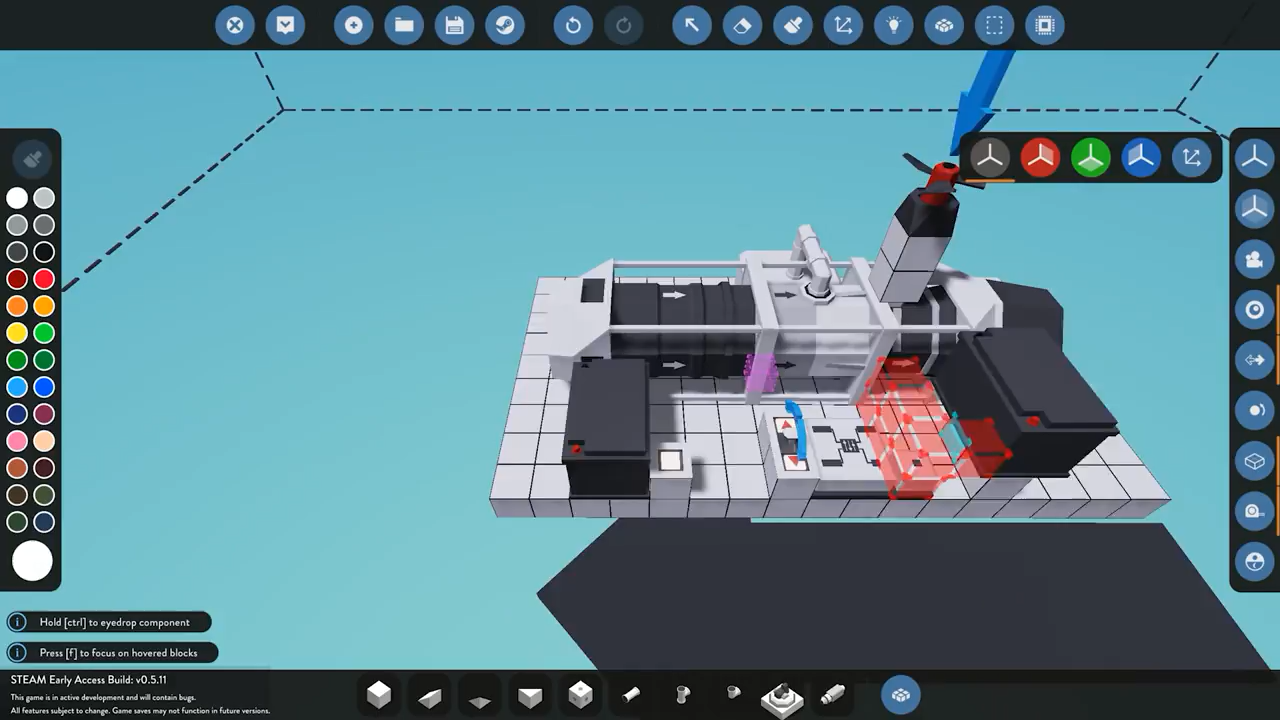 Hold [ctrl] to eyedrop component
Press [f] to focus on hovered blocks
STEAM Early Access Build: v0.5.11
This game is in active development and will contain bugs.
All features subject to change. Game saves may not function in future versions.